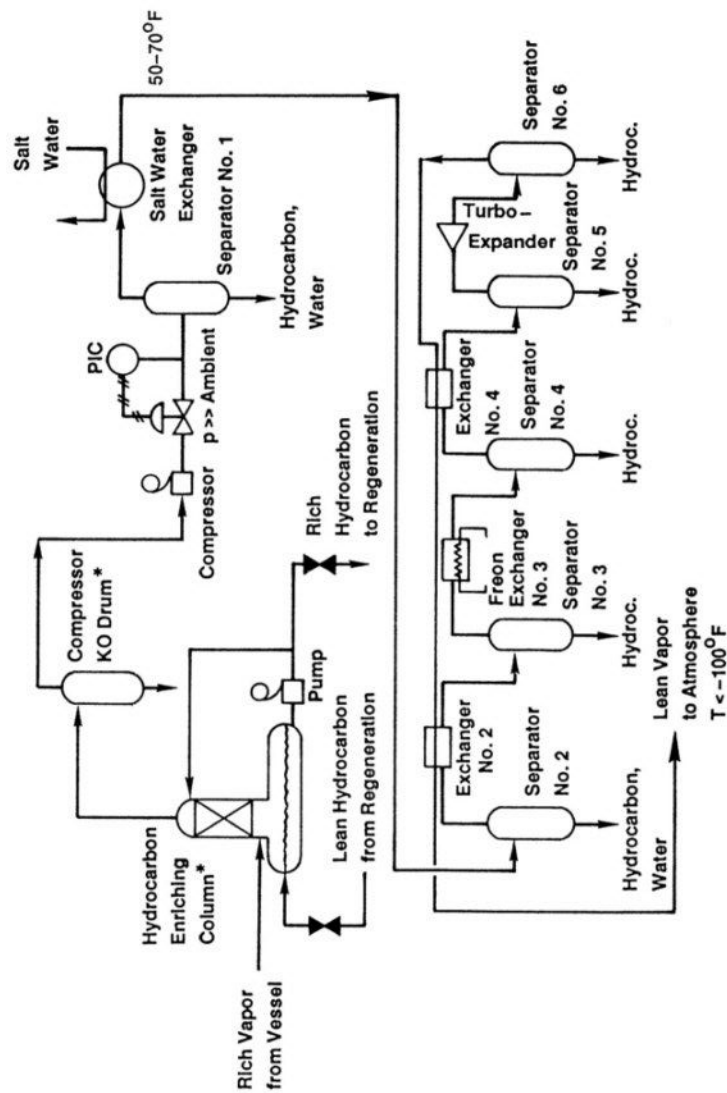 Rich Vapor
from Vessel
Hydrocarbon
Enriching
Column*
Lean Hydrocarbon
from Regeneration
Pump
Rich
Hydrocarbon
to Regeneration
Compressor
KO Drum*
Compressor
PIC
p >> Ambient
Separator No. 1
Hydrocarbon,
Water
Salt
Water
Salt Water
Exchanger
50–70°F
Exchanger
No. 2
Separator
No. 2
Hydrocarbon,
Water
Freon
Exchanger
No. 3
Separator
No. 3
Hydroc.
Exchanger
No. 4
Separator
No. 4
Hydroc.
Turbo–
Expander
Separator
No. 5
Hydroc.
Separator
No. 6
Hydroc.
Lean Vapor
to Atmosphere
T < –100°F